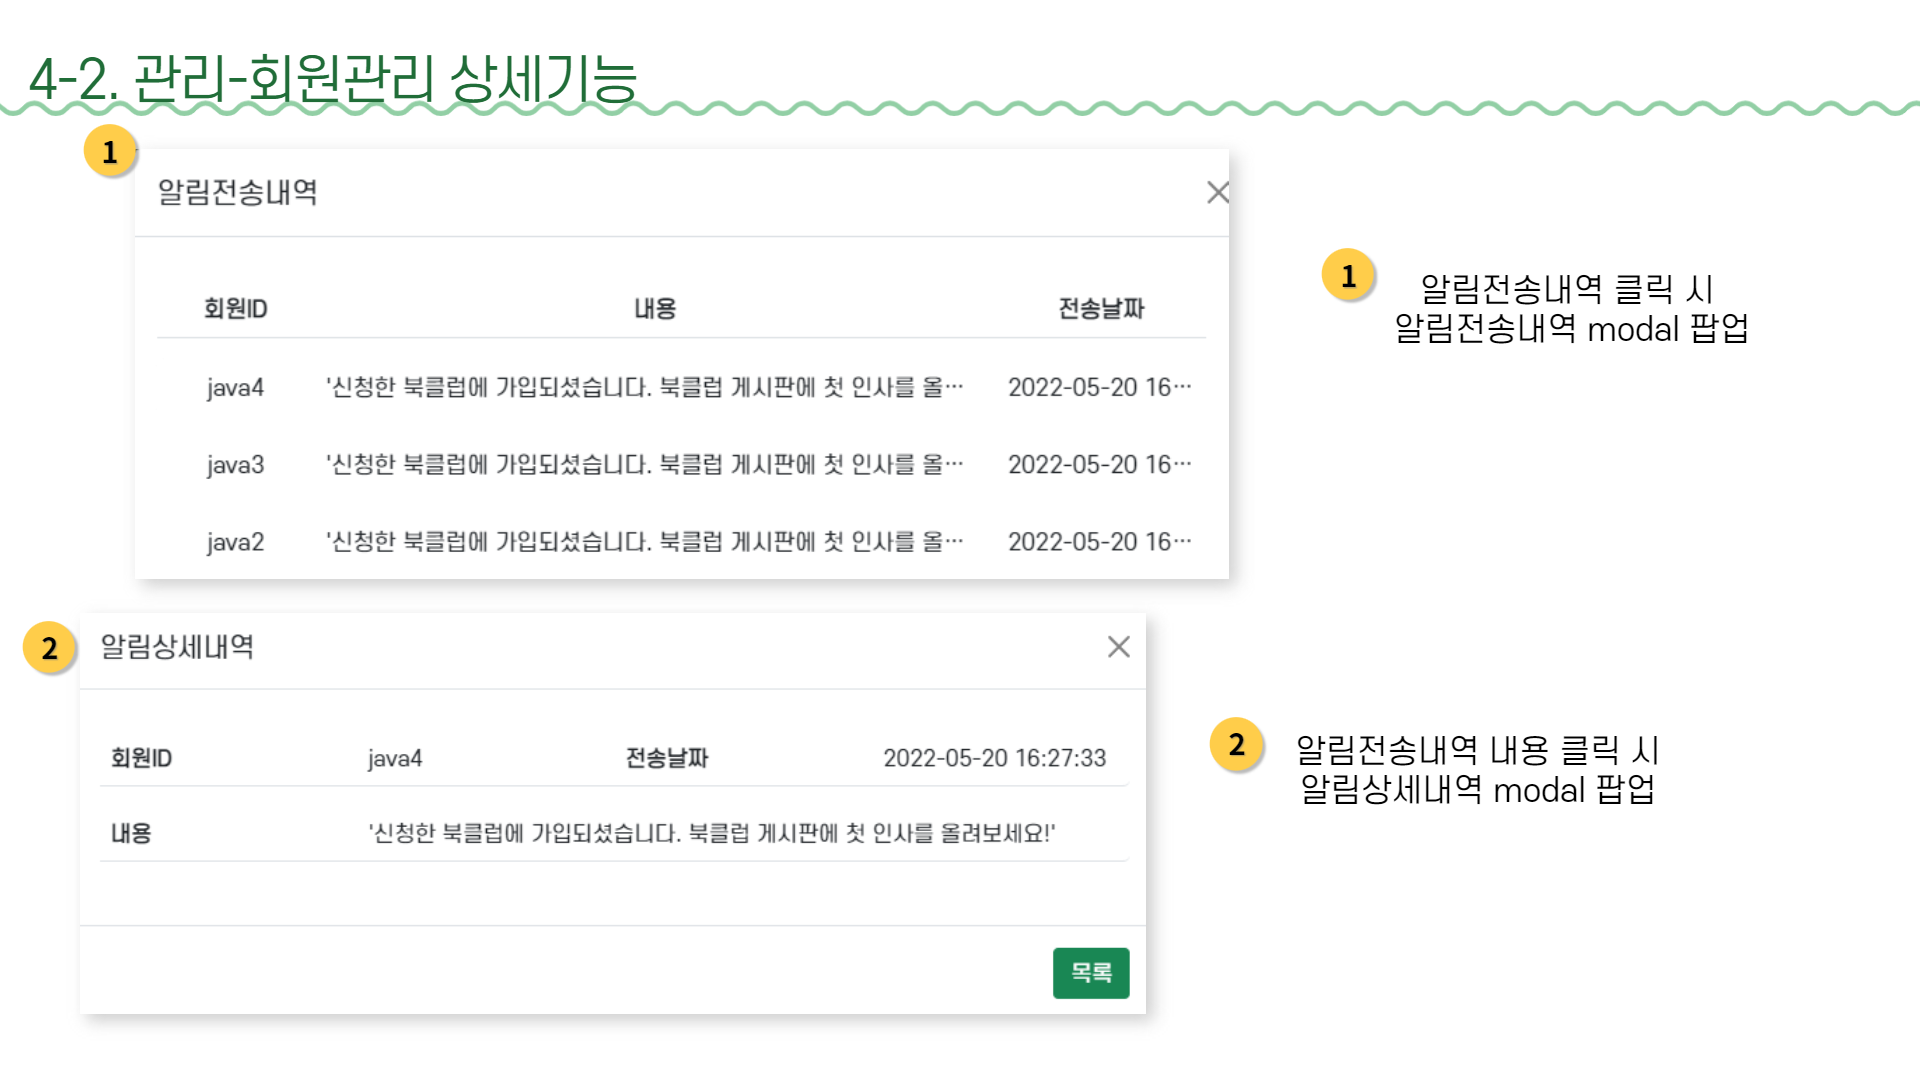 4-2. 관리-회원관리 상세기능
1
알림전송내역
회원ID 내용 전송날짜
java4 '신청한 북클럽에 가입되셨습니다. 북클럽 게시판에 첫 인사를 올… 2022-05-20 16…
java3 '신청한 북클럽에 가입되셨습니다. 북클럽 게시판에 첫 인사를 올… 2022-05-20 16…
java2 '신청한 북클럽에 가입되셨습니다. 북클럽 게시판에 첫 인사를 올… 2022-05-20 16…
1
알림전송내역 클릭 시
알림전송내역 modal 팝업
2
알림상세내역
회원ID java4 전송날짜 2022-05-20 16:27:33
내용 '신청한 북클럽에 가입되셨습니다. 북클럽 게시판에 첫 인사를 올려보세요!'
목록
2
알림전송내역 내용 클릭 시
알림상세내역 modal 팝업